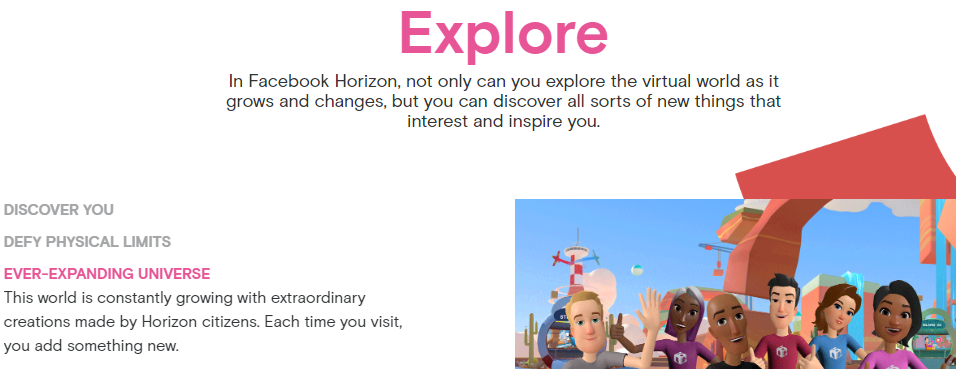 Explore
In Facebook Horizon, not only can you explore the virtual world as it
grows and changes, but you can discover all sorts of new things that
interest and inspire you.
DISCOVER YOU
DEFY PHYSICAL LIMITS
EVER-EXPANDING UNIVERSE
This world is constantly growing with extraordinary
creations made by Horizon citizens. Each time you visit,
you add something new.